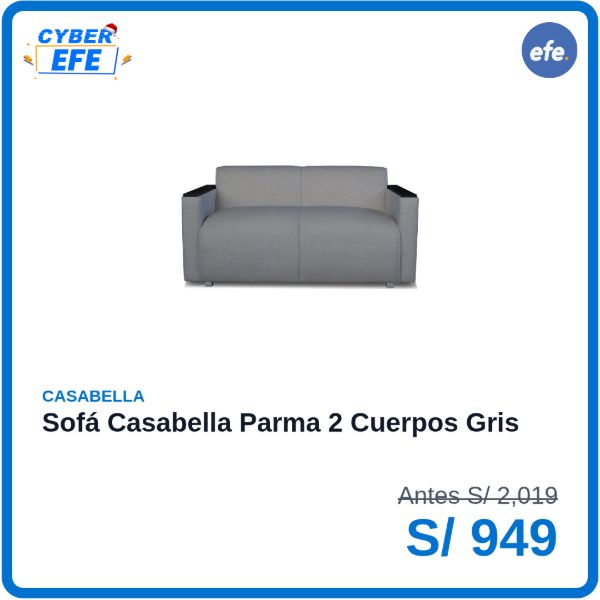 CYBER
EFE
efe.
CASABELLA
Sofá Casabella Parma 2 Cuerpos Gris
Antes S/ 2,019
S/ 949